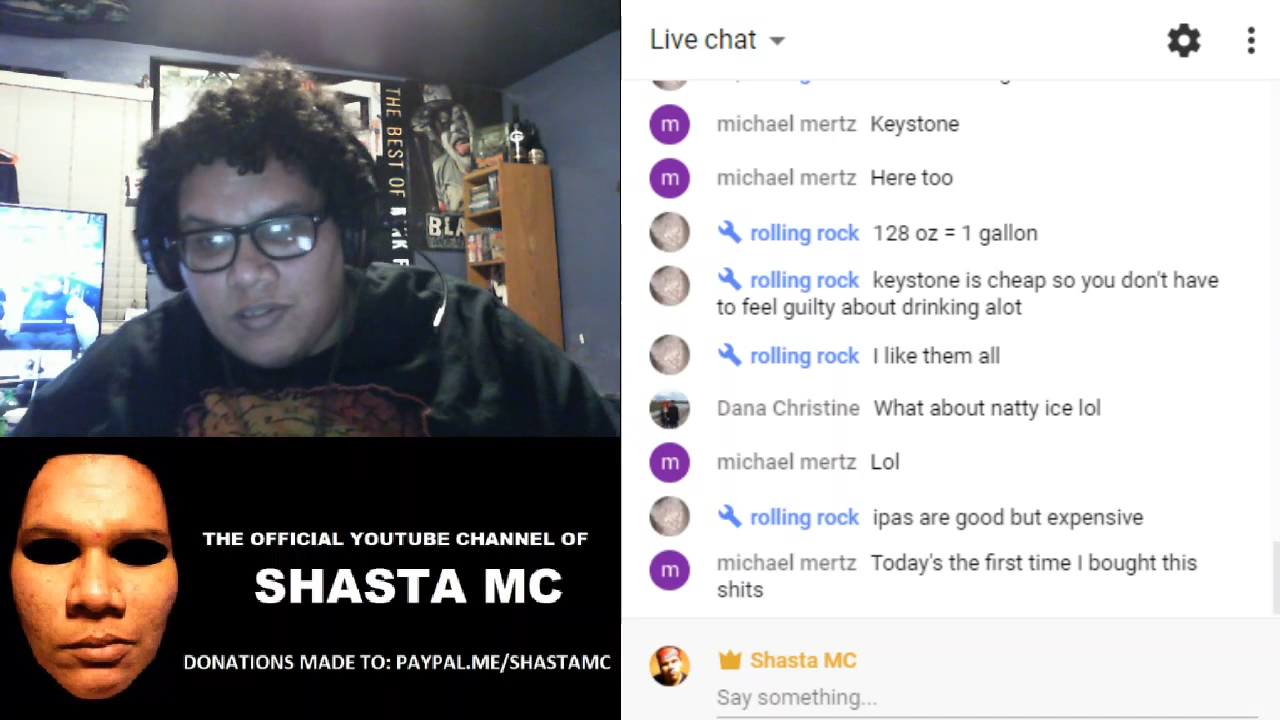 THE BEST OF
BLA
THE OFFICIAL YOUTUBE CHANNEL OF
SHASTA MC
DONATIONS MADE TO: PAYPAL.ME/SHASTAMC
Live chat
m michael mertz Keystone
m michael mertz Here too
rolling rock 128 oz = 1 gallon
rolling rock keystone is cheap so you don't have
to feel guilty about drinking alot
rolling rock I like them all
Dana Christine What about natty ice lol
m michael mertz Lol
rolling rock ipas are good but expensive
m michael mertz Today's the first time I bought this
shits
Shasta MC
Say something...